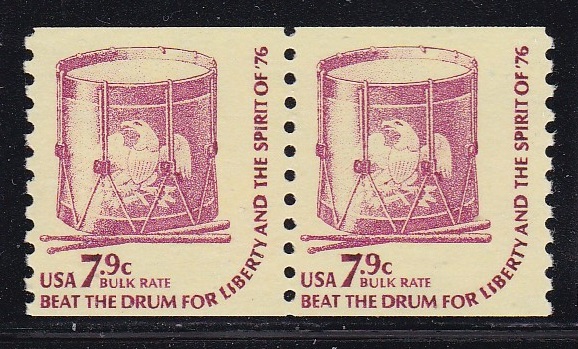 USA 7.9c
BULK RATE
BEAT THE DRUM FOR LIBERTY AND THE SPIRIT OF '76
USA 7.9c
BULK RATE
BEAT THE DRUM FOR LIBERTY AND THE SPIRIT OF '76